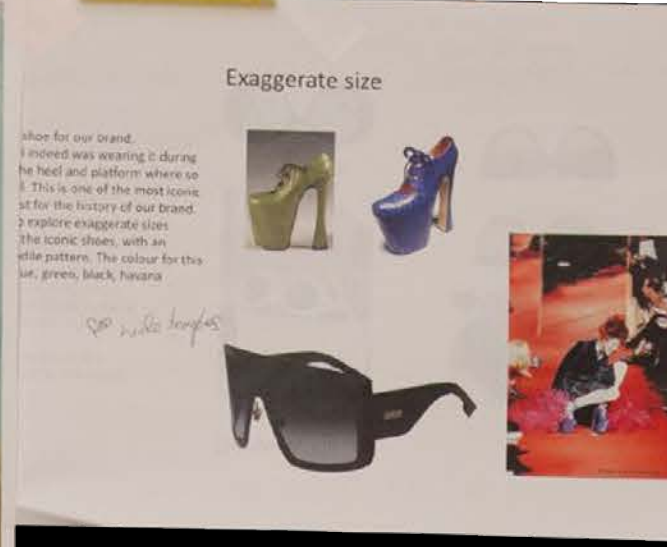 Exaggerate size
shoe for our brand.
indeed was wearing it during
he heel and platform where so
. This is one of the most iconic
st for the history of our brand.
explore exaggerate sizes
the iconic shoes, with an
dile pattern. The colour for this
ue, green, black, havana